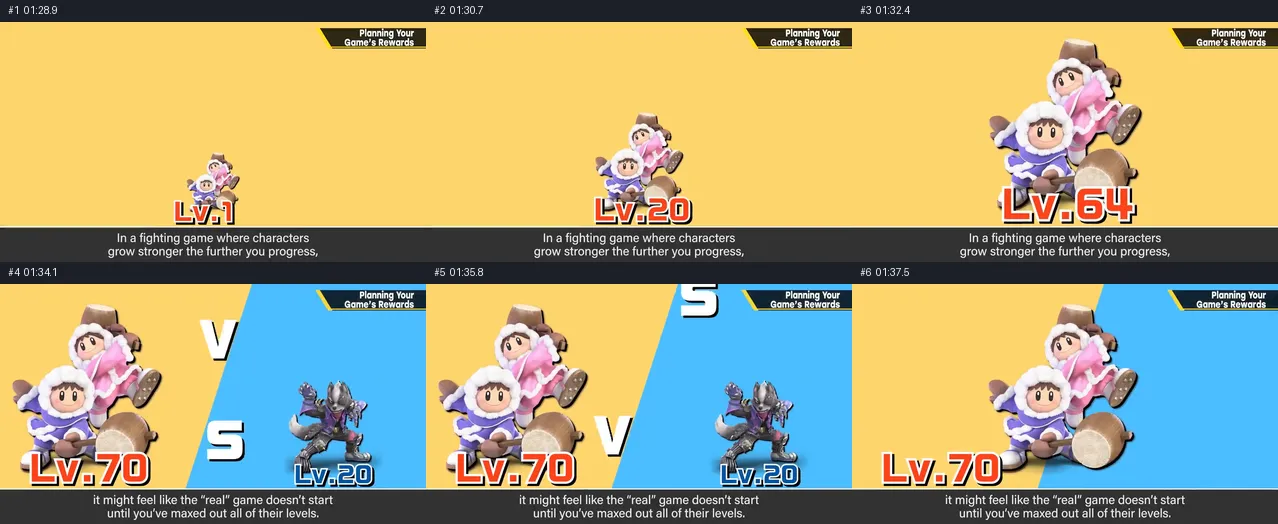 #1 01:28.9
Planning Your
Game's Rewards
Lv.1
In a fighting game where characters
grow stronger the further you progress,
#2 01:30.7
Planning Your
Game's Rewards
Lv.20
In a fighting game where characters
grow stronger the further you progress,
#3 01:32.4
Planning Your
Game's Rewards
Lv.64
In a fighting game where characters
grow stronger the further you progress,
#4 01:34.1
Planning Your
Game's Rewards
V
S
Lv.70
Lv.20
it might feel like the “real” game doesn't start
until you've maxed out all of their levels.
#5 01:35.8
S
Planning Your
Game's Rewards
V
Lv.70
Lv.20
it might feel like the “real” game doesn't start
until you've maxed out all of their levels.
#6 01:37.5
Planning Your
Game's Rewards
Lv.70
it might feel like the “real” game doesn't start
until you've maxed out all of their levels.